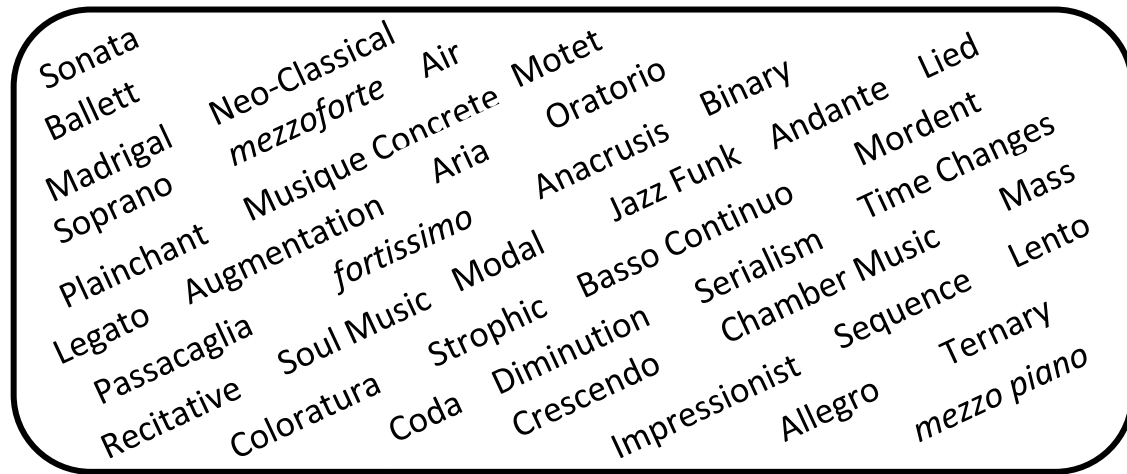 Sonata
Ballett
Madrigal Neo-Classical
Soprano mezzoforte Air
Plainchant Musique Concrete Motet
Legato Augmentation Aria Oratorio
Passacaglia fortissimo Anacrusis Binary
Recitative Soul Music Modal Jazz Funk Andante Lied
Coloratura Strophic Basso Continuo Mordent
Coda Diminution Serialism Time Changes
Crescendo Chamber Music Mass
Impressionist Sequence Lento
Allegro Ternary
mezzo piano